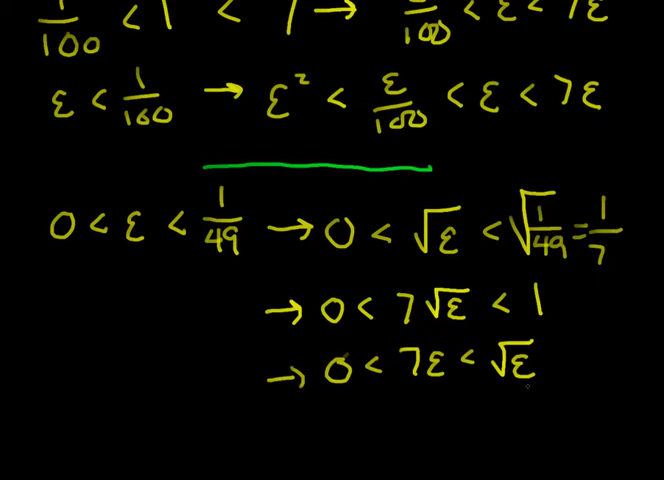 1/100 < 1 < 7 → ε/100 < ε < 7ε
ε < 1/100 → ε² < ε/100 < ε < 7ε
0 < ε < 1/49 → 0 < √ε < √(1/49) = 1/7
→ 0 < 7√ε < 1
→ 0 < 7ε < √ε